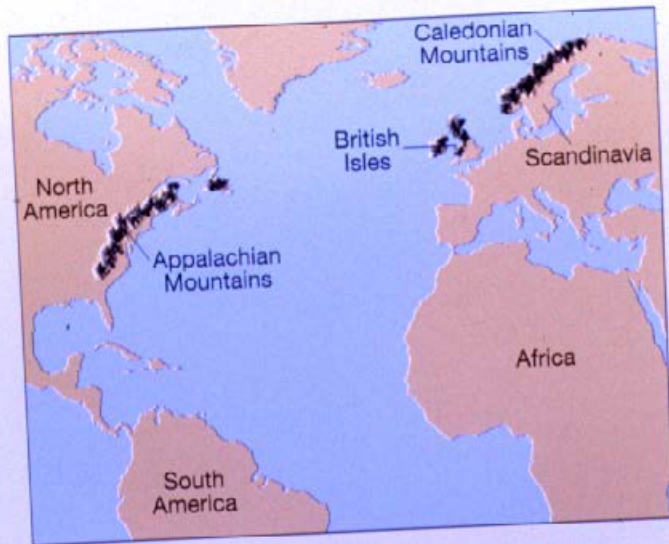 Caledonian
Mountains
British
Isles
Scandinavia
North
America
Appalachian
Mountains
Africa
South
America